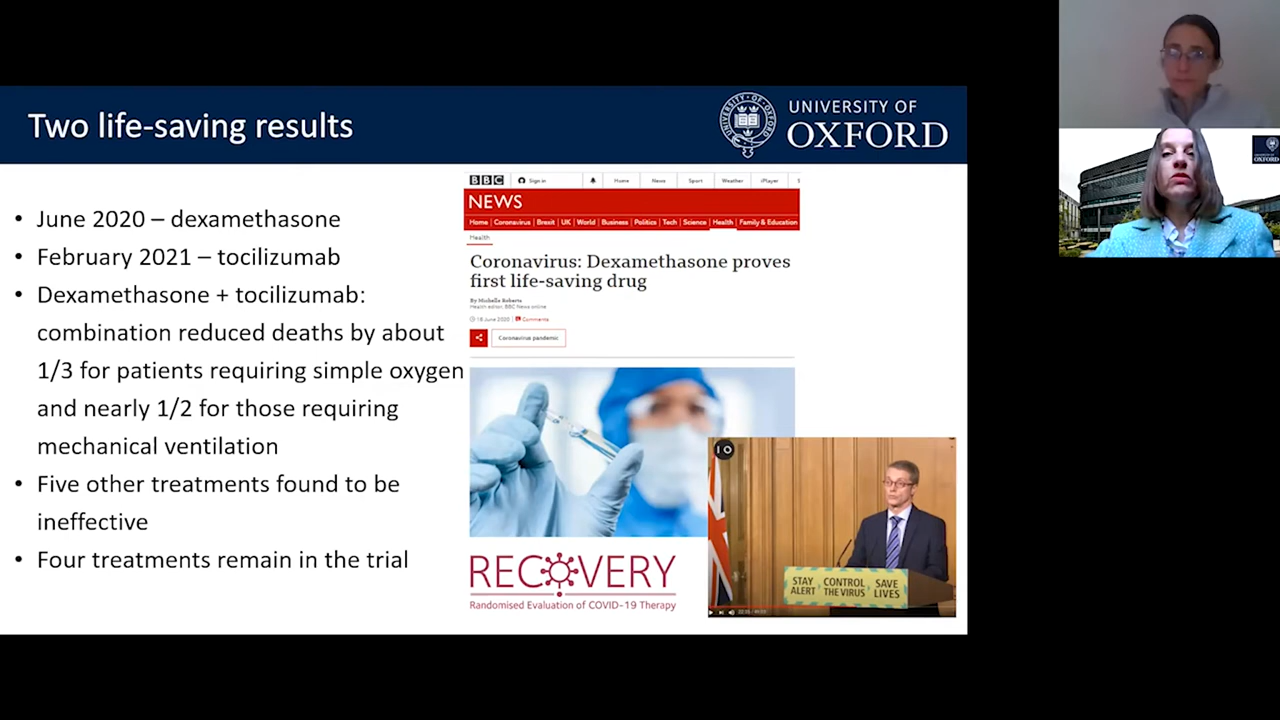 Two life-saving results
UNIVERSITY OF
OXFORD
• June 2020 – dexamethasone
• February 2021 – tocilizumab
• Dexamethasone + tocilizumab:
combination reduced deaths by about
1/3 for patients requiring simple oxygen
and nearly 1/2 for those requiring
mechanical ventilation
• Five other treatments found to be
ineffective
• Four treatments remain in the trial
BBC Sign in Home News Sport Weather iPlayer
NEWS
Home | Coronavirus | Brexit | UK | World | Business | Politics | Tech | Science | Health | Family & Education
Health
Coronavirus: Dexamethasone proves
first life-saving drug
By Michelle Roberts
Health editor, BBC News online
16 June 2020 | Comments
Coronavirus pandemic
RECOVERY
Randomised Evaluation of COVID-19 Therapy
10
STAY ALERT CONTROL THE VIRUS SAVE LIVES
OXFORD